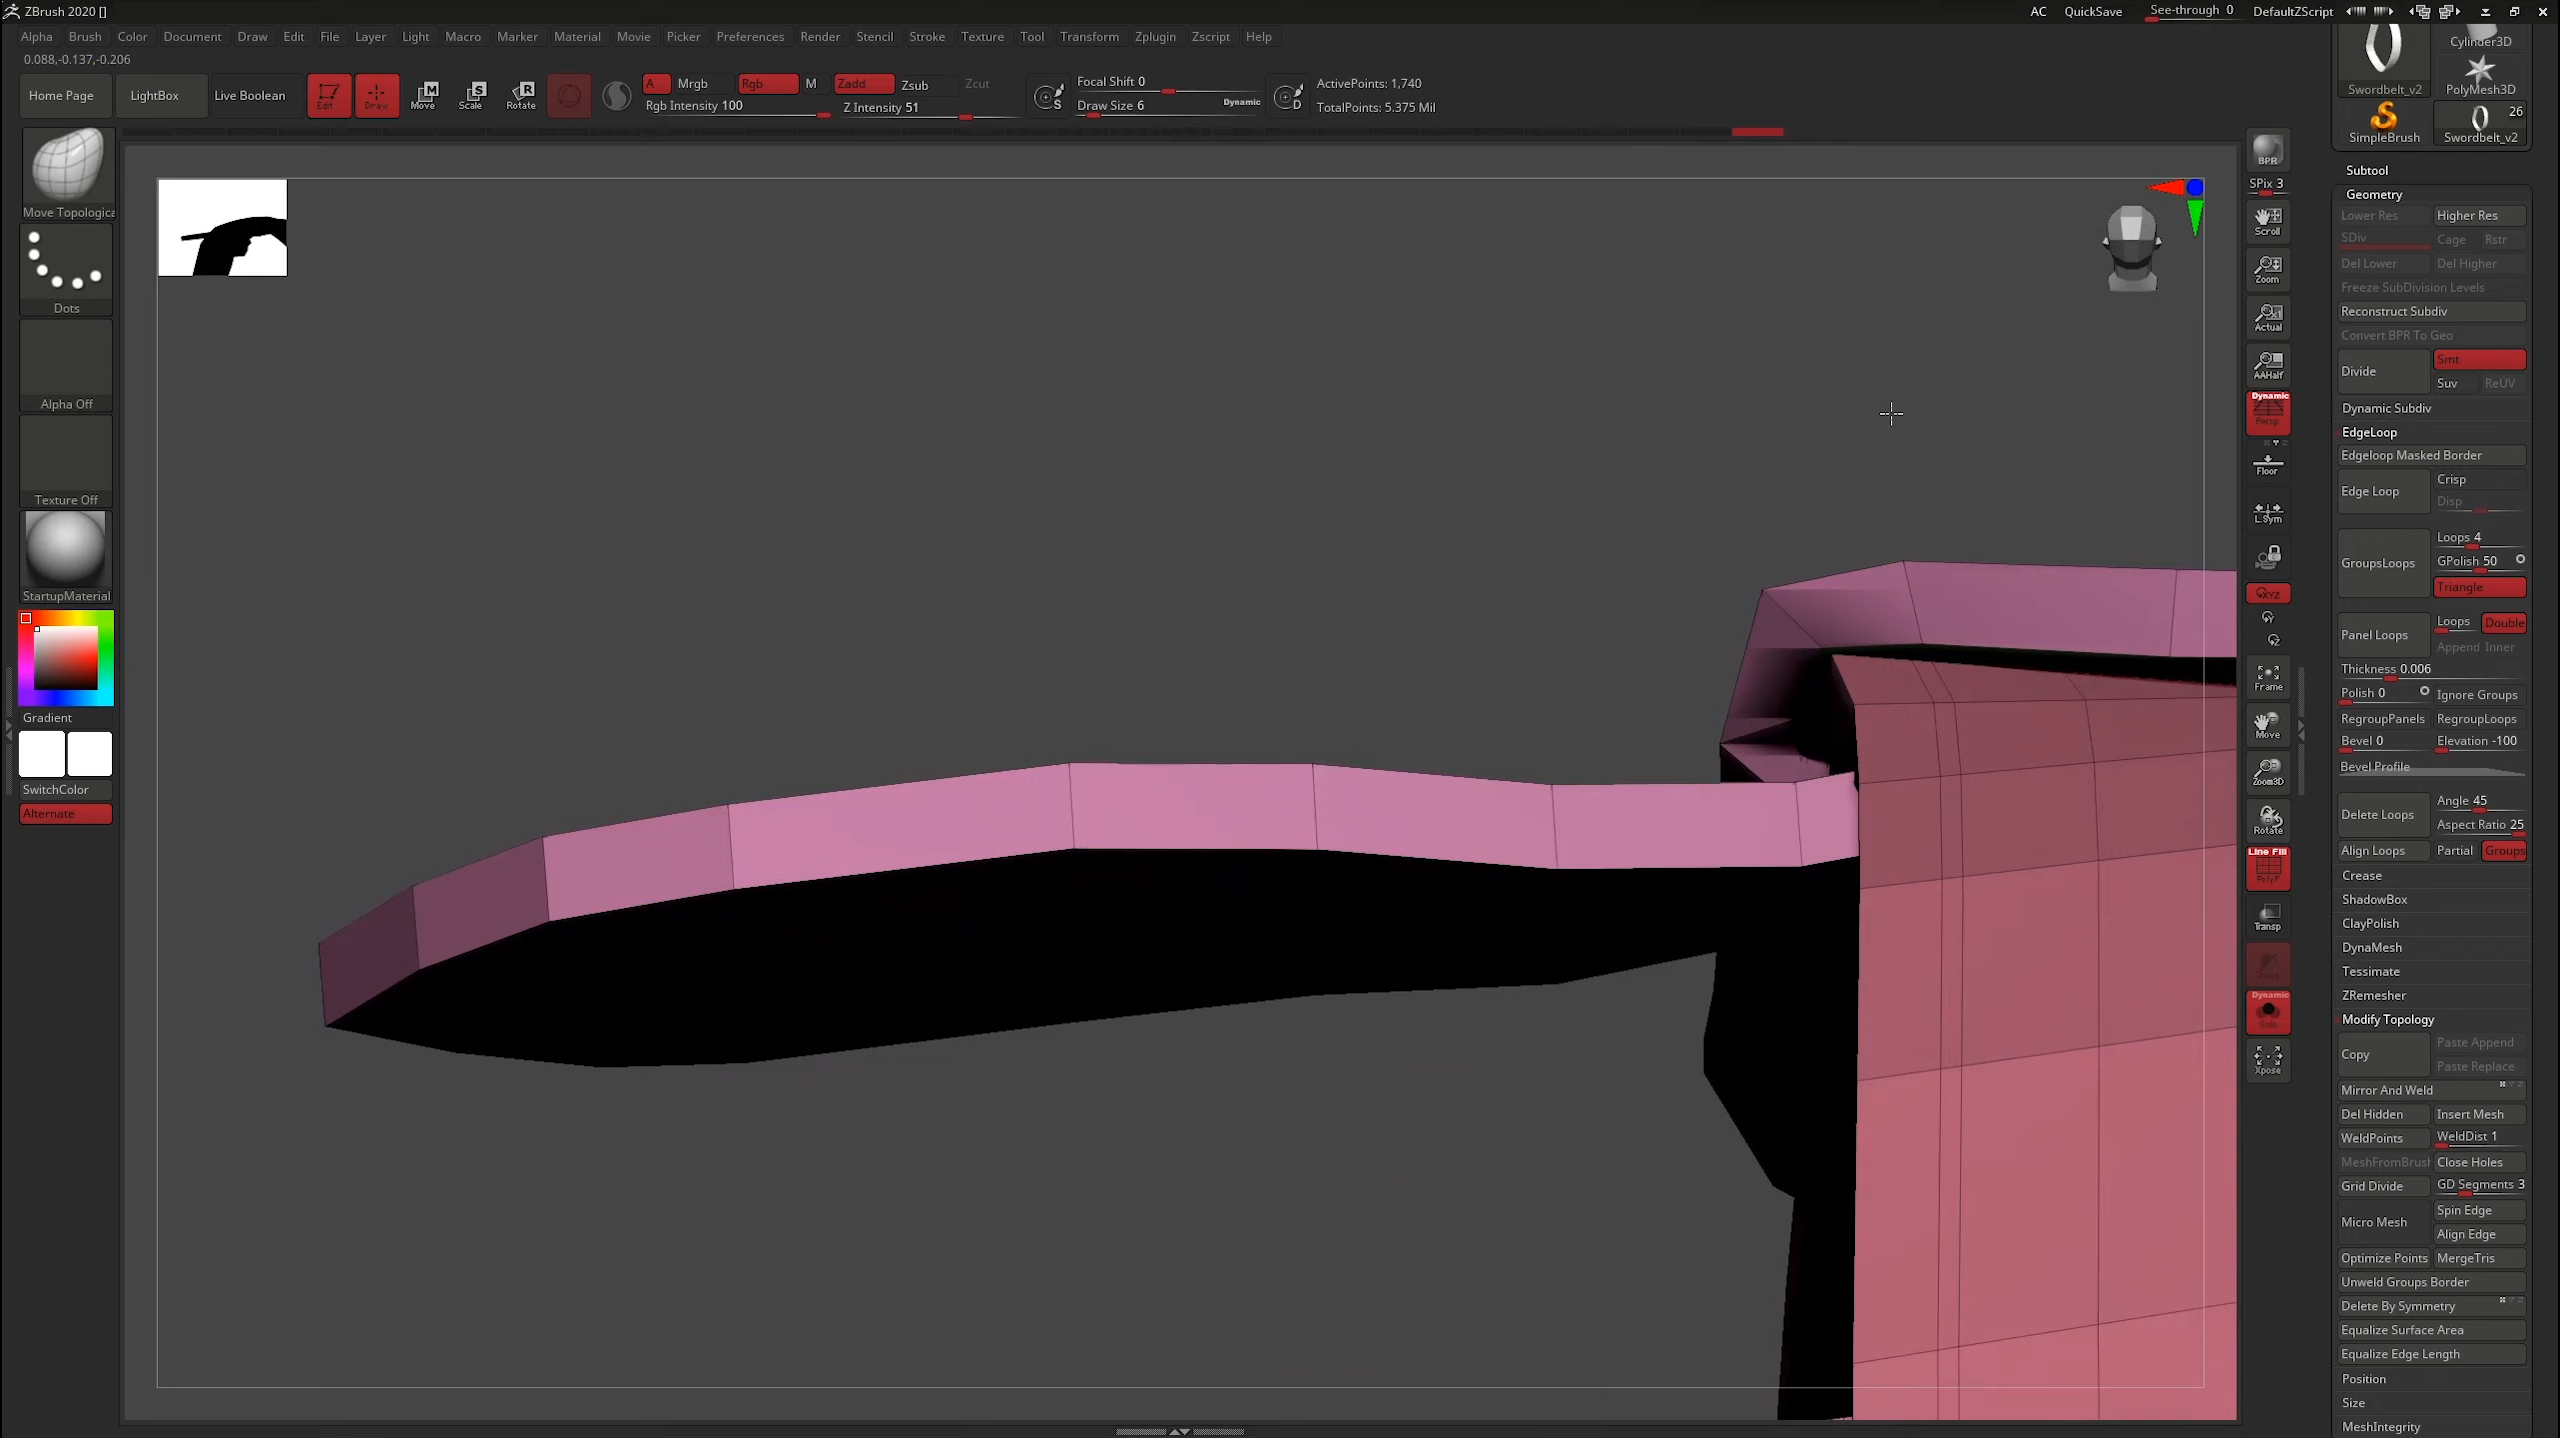 ZBrush 2020 []
AC QuickSave See-through 0 DefaultZScript
Alpha Brush Color Document Draw Edit File Layer Light Macro Marker Material Movie Picker Preferences Render Stencil Stroke Texture Tool Transform Zplugin Zscript Help
0.088,-0.137,-0.206
Home Page LightBox Live Boolean Edit Draw Move Scale Rotate
A Mrgb Rgb M Zadd Zsub Zcut
Rgb Intensity 100 Z Intensity 51
Focal Shift 0
Draw Size 6 Dynamic
ActivePoints: 1,740
TotalPoints: 5.375 Mil
Move Topologica
Dots
Alpha Off
Texture Off
StartupMaterial
Gradient
SwitchColor
Alternate
BPR
SPix 3
Scroll
Zoom
Actual
AAHalf
Dynamic
Persp
Floor
L.Sym
XYZ
Frame
Move
Zoom3D
Rotate
Line Fill
PolyF
Transp
Dynamic
Solo
Xpose
Cylinder3D
Swordbelt_v2 PolyMesh3D
26
SimpleBrush Swordbelt_v2
Subtool
Geometry
Lower Res Higher Res
SDiv Cage Rstr
Del Lower Del Higher
Freeze SubDivision Levels
Reconstruct Subdiv
Convert BPR To Geo
Divide Smt
Suv ReUV
Dynamic Subdiv
EdgeLoop
Edgeloop Masked Border
Edge Loop Crisp
Disp
GroupsLoops Loops 4
GPolish 50
Triangle
Panel Loops Loops Double
Append Inner
Thickness 0.006
Polish 0 Ignore Groups
RegroupPanels RegroupLoops
Bevel 0 Elevation -100
Bevel Profile
Delete Loops Angle 45
Aspect Ratio 25
Align Loops Partial Groups
Crease
ShadowBox
ClayPolish
DynaMesh
Tessimate
ZRemesher
Modify Topology
Copy Paste Append
Paste Replace
Mirror And Weld
Del Hidden Insert Mesh
WeldPoints WeldDist 1
MeshFromBrus Close Holes
Grid Divide GD Segments 3
Micro Mesh Spin Edge
Align Edge
Optimize Points MergeTris
Unweld Groups Border
Delete By Symmetry
Equalize Surface Area
Equalize Edge Length
Position
Size
MeshIntegrity